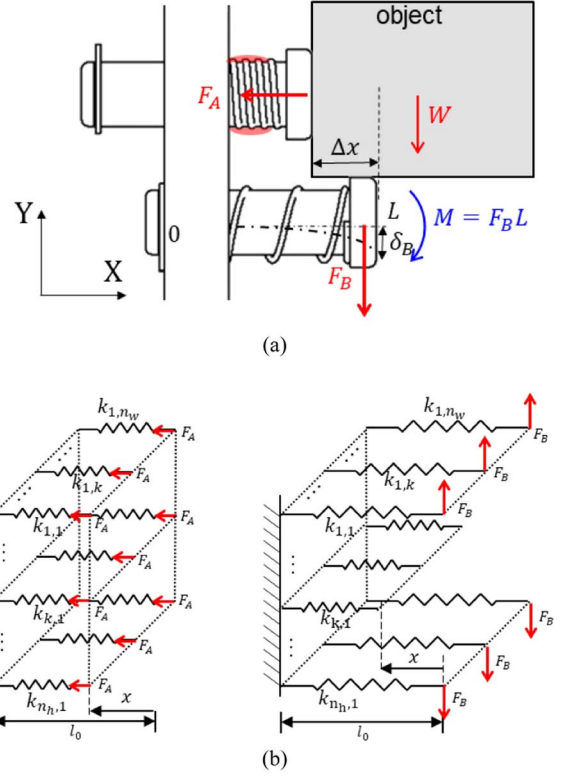 object
F_A
W
Δx
Y
L
M = F_B L
0
δ_B
X
F_B
(a)
k_{1,n_w}
F_A
k_{1,k}
F_A
k_{1,1}
F_A
F_A
F_A
k_{k,1}
F_A
F_A
F_A
k_{n_h,1}
F_A
x
l_0
k_{1,n_w}
F_B
k_{1,k}
F_B
k_{1,1}
F_B
k_{k,1}
F_B
x
F_B
k_{n_h,1}
F_B
l_0
(b)